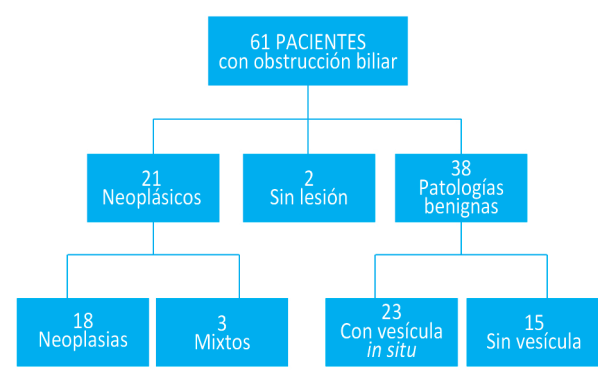 61 PACIENTES
con obstrucción biliar
21
Neoplásicos
2
Sin lesión
38
Patologías
benignas
18
Neoplasias
3
Mixtos
23
Con vesícula
in situ
15
Sin vesícula